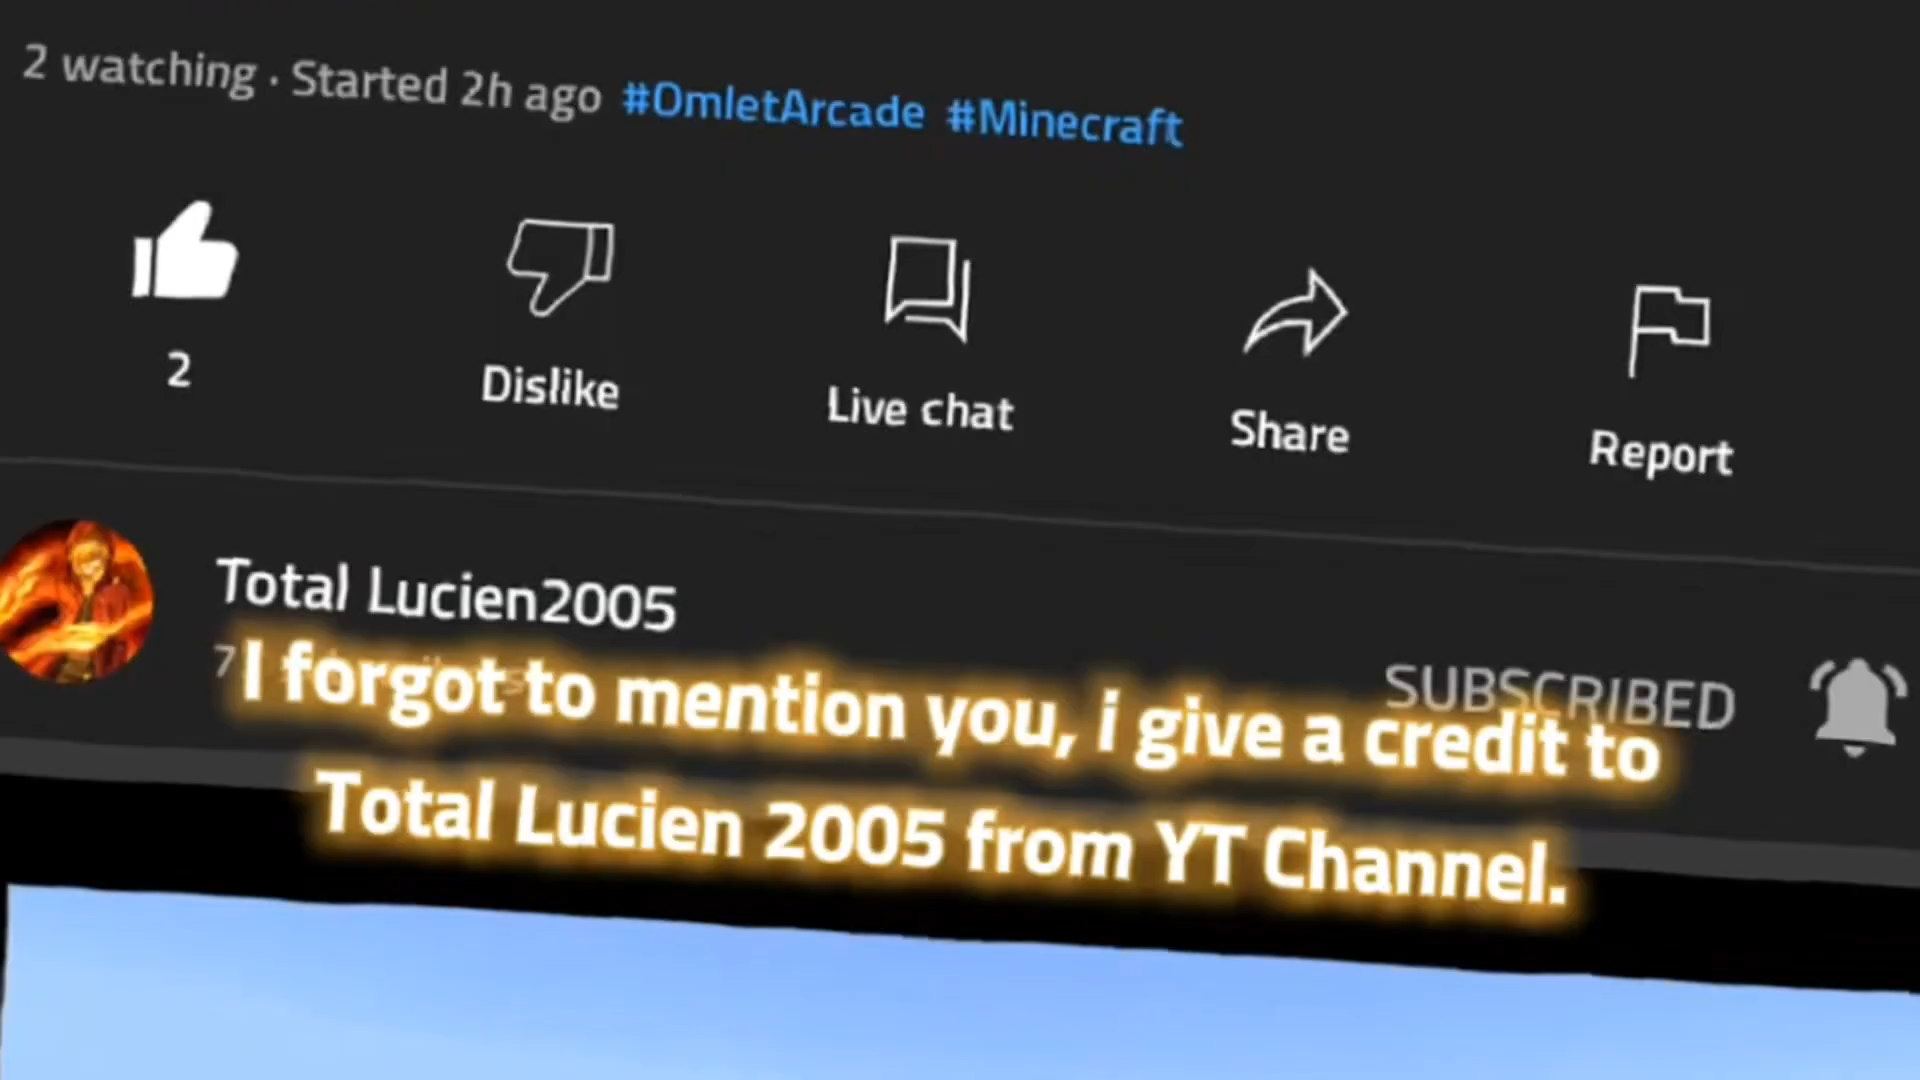 2 watching · Started 2h ago #OmletArcade #Minecraft
2
Dislike
Live chat
Share
Report
Total Lucien2005
SUBSCRIBED
I forgot to mention you, i give a credit to
Total Lucien 2005 from YT Channel.